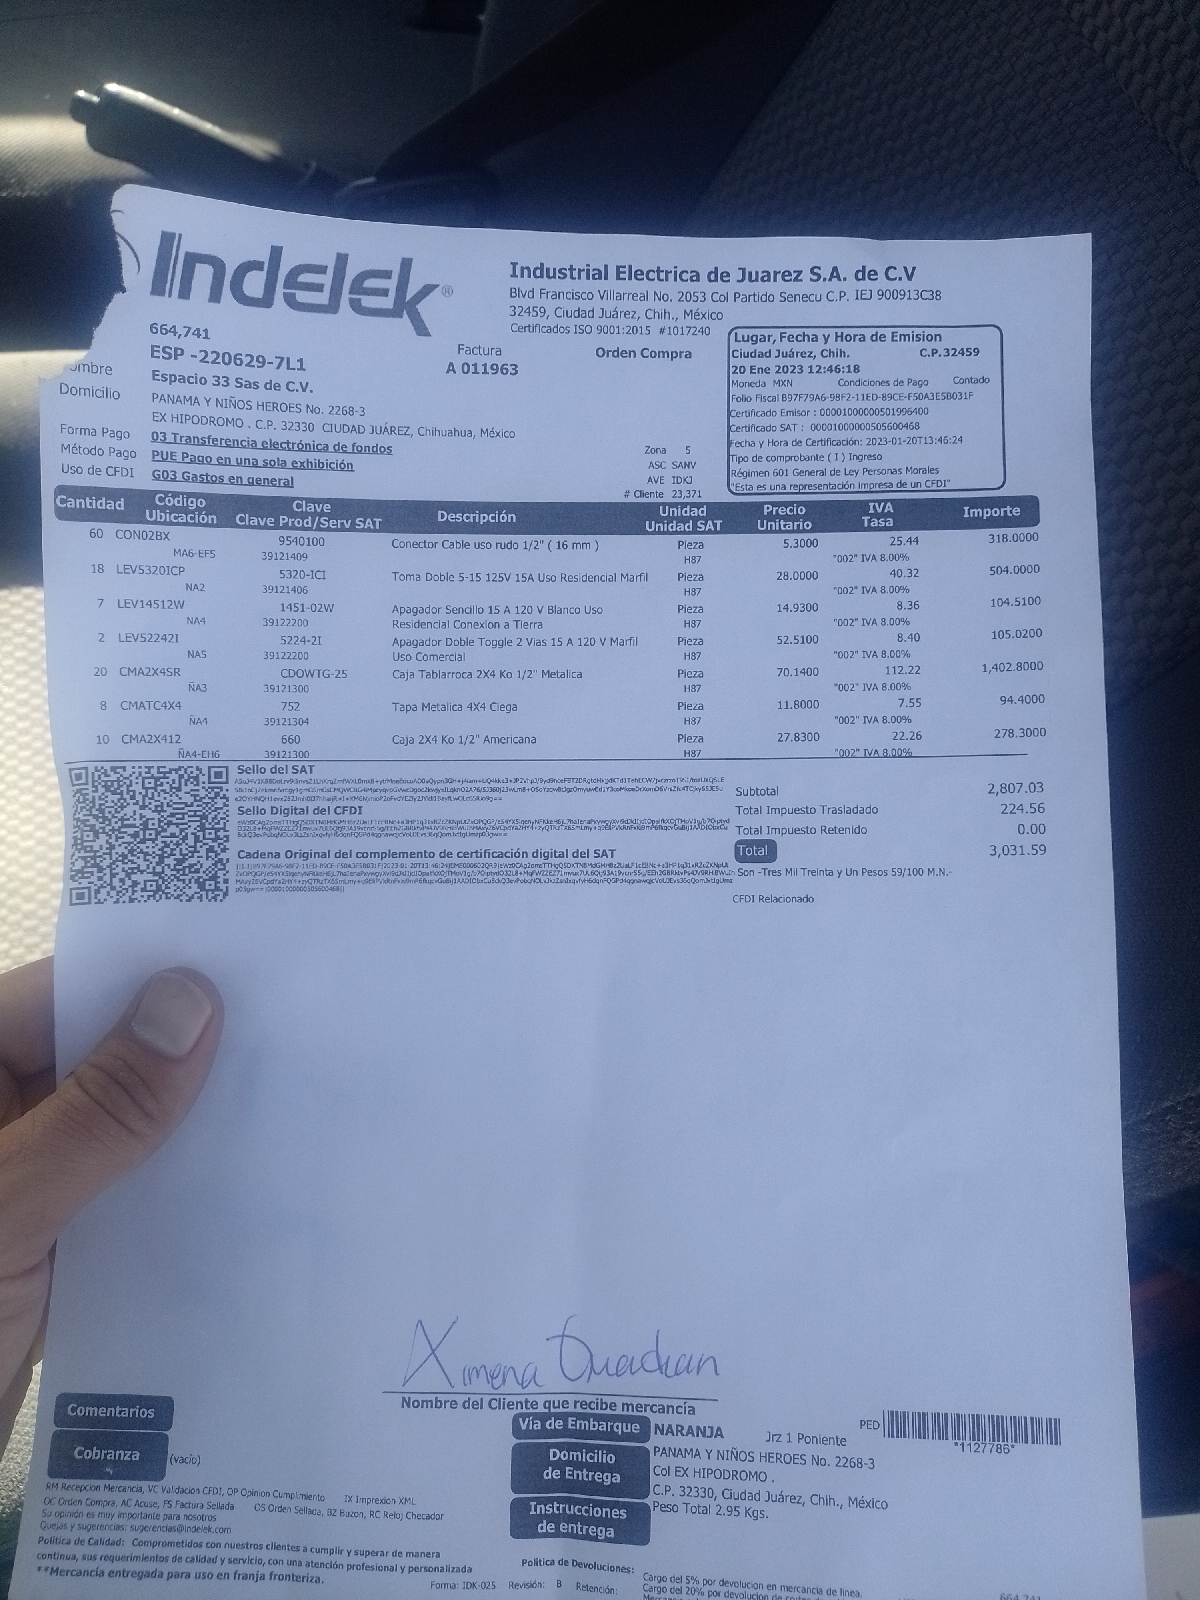 Indelek®
Industrial Electrica de Juarez S.A. de C.V
Blvd Francisco Villarreal No. 2053 Col Partido Senecu C.P. IEJ 900913C38
32459, Ciudad Juárez, Chih., México
Certificados ISO 9001:2015 #1017240
664,741
ESP -220629-7L1
Espacio 33 Sas de C.V.
Domicilio
PANAMA Y NIÑOS HEROES No. 2268-3
EX HIPODROMO . C.P. 32330 CIUDAD JUÁREZ, Chihuahua, México
Forma Pago 03 Transferencia electrónica de fondos
Método Pago PUE Pago en una sola exhibición
Uso de CFDI G03 Gastos en general
Factura
A 011963
Orden Compra
Zona 5
ASC SANV
AVE IDKJ
# Cliente 23,371
Lugar, Fecha y Hora de Emision
Ciudad Juárez, Chih. C.P.32459
20 Ene 2023 12:46:18
Moneda MXN Condiciones de Pago Contado
Folio Fiscal B97F79A6-98F2-11ED-89CE-F50A3E5B031F
Certificado Emisor : 00001000000501996400
Certificado SAT : 00001000000505600468
Fecha y Hora de Certificación: 2023-01-20T13:46:24
Tipo de comprobante ( I ) Ingreso
Régimen 601 General de Ley Personas Morales
"Esta es una representación impresa de un CFDI"
Cantidad Código Ubicación Clave Clave Prod/Serv SAT Descripción Unidad Unidad SAT Precio Unitario IVA Tasa Importe
60 CON02BX 9540100 Conector Cable uso rudo 1/2" ( 16 mm ) Pieza 5.3000 25.44 318.0000
MA6-EF5 39121409 H87 "002" IVA 8.00%
18 LEV5320ICP 5320-ICI Toma Doble 5-15 125V 15A Uso Residencial Marfil Pieza 28.0000 40.32 504.0000
NA2 39121406 H87 "002" IVA 8.00%
7 LEV14512W 1451-02W Apagador Sencillo 15 A 120 V Blanco Uso Pieza 14.9300 8.36 104.5100
NA4 39122200 Residencial Conexion a Tierra H87 "002" IVA 8.00%
2 LEV52242I 5224-2I Apagador Doble Toggle 2 Vias 15 A 120 V Marfil Pieza 52.5100 8.40 105.0200
NA5 39122200 Uso Comercial H87 "002" IVA 8.00%
20 CMA2X4SR CDOWTG-25 Caja Tablarroca 2X4 Ko 1/2" Metalica Pieza 70.1400 112.22 1,402.8000
ÑA3 39121300 H87 "002" IVA 8.00%
8 CMATC4X4 752 Tapa Metalica 4X4 Ciega Pieza 11.8000 7.55 94.4000
ÑA4 39121304 H87 "002" IVA 8.00%
10 CMA2X412 660 Caja 2X4 Ko 1/2" Americana Pieza 27.8300 22.26 278.3000
ÑA4-EH6 39121300 H87 "002" IVA 8.00%
Sello del SAT
Sello Digital del CFDI
Cadena Original del complemento de certificación digital del SAT
Subtotal 2,807.03
Total Impuesto Trasladado 224.56
Total Impuesto Retenido 0.00
Total 3,031.59
Son -Tres Mil Treinta y Un Pesos 59/100 M.N.-
CFDI Relacionado
Ximena
Nombre del Cliente que recibe mercancía
Comentarios
Cobranza (vacio)
Vía de Embarque NARANJA Jrz 1 Poniente
PED *1127786*
Domicilio de Entrega
PANAMA Y NIÑOS HEROES No. 2268-3
Col EX HIPODROMO .
C.P. 32330, Ciudad Juárez, Chih., México
Instrucciones de entrega
Peso Total 2.95 Kgs.
RM Recepcion Mercancia, VC Validacion CFDI, OP Opinion Cumplimiento IX Impresion XML
OC Orden Compra, AC Acuse, FS Factura Sellada OS Orden Sellada, BZ Buzon, RC Reloj Checador
Su opinión es muy importante para nosotros
Quejas y sugerencias: sugerencias@indelek.com
Política de Calidad: Comprometidos con nuestros clientes a cumplir y superar de manera
continua, sus requerimientos de calidad y servicio, con una atención profesional y personalizada
**Mercancía entregada para uso en franja fronteriza.
Forma: IDK-025 Revisión: B Retención:
Política de Devoluciones:
Cargo del 5% por devolucion en mercancia de linea.
Cargo del 20% por devolucion de
664,741